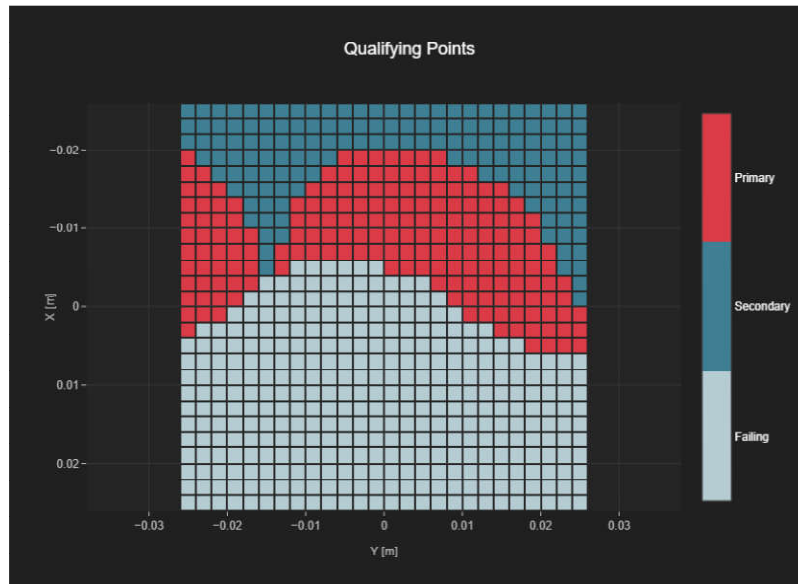 Qualifying Points
Primary
Secondary
Failing
X [m]
−0.02
−0.01
0
0.01
0.02
−0.03
−0.02
−0.01
0
0.01
0.02
0.03
Y [m]